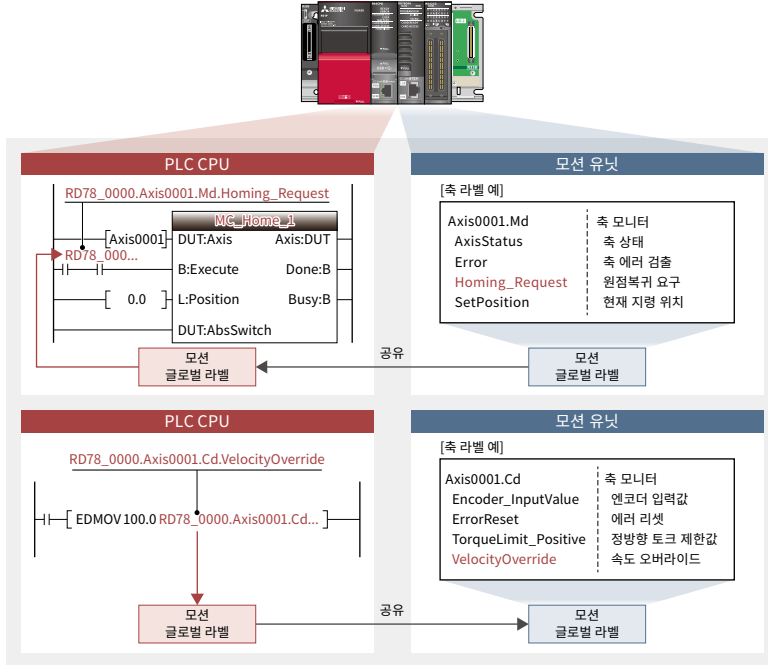 PLC CPU
RD78_0000.Axis0001.Md.Homing_Request
MC_Home_1
Axis0001
DUT:Axis
Axis:DUT
RD78_000...
B:Execute
Done:B
0.0
L:Position
Busy:B
DUT:AbsSwitch
모션
글로벌 라벨
공유
모션 유닛
[축 라벨 예]
Axis0001.Md
축 모니터
AxisStatus
축 상태
Error
축 에러 검출
Homing_Request
원점복귀 요구
SetPosition
현재 지령 위치
모션
글로벌 라벨
PLC CPU
RD78_0000.Axis0001.Cd.VelocityOverride
EDMOV 100.0 RD78_0000.Axis0001.Cd...
모션
글로벌 라벨
공유
모션 유닛
[축 라벨 예]
Axis0001.Cd
축 모니터
Encoder_InputValue
엔코더 입력값
ErrorReset
에러 리셋
TorqueLimit_Positive
정방향 토크 제한값
VelocityOverride
속도 오버라이드
모션
글로벌 라벨